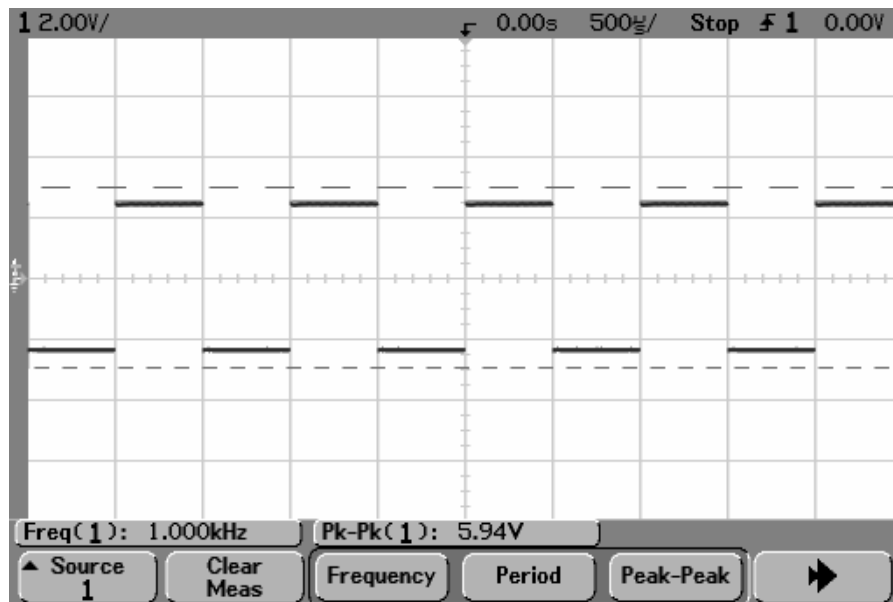 1 2.00V/ 0.00s 500µs/ Stop 1 0.00V
Freq(1): 1.000kHz Pk-Pk(1): 5.94V
Source 1
Clear Meas
Frequency
Period
Peak-Peak